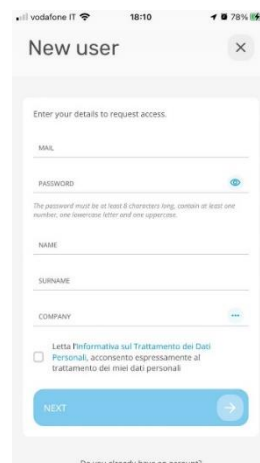 vodafone IT 18:10 78%
New user
Enter your details to request access.
MAIL
PASSWORD
The password must be at least 8 characters long, contain at least one
number, one lowercase letter and one uppercase.
NAME
SURNAME
COMPANY
Letta l'Informativa sul Trattamento dei Dati
Personali, acconsento espressamente al
trattamento dei miei dati personali
NEXT
Do you already have an account?